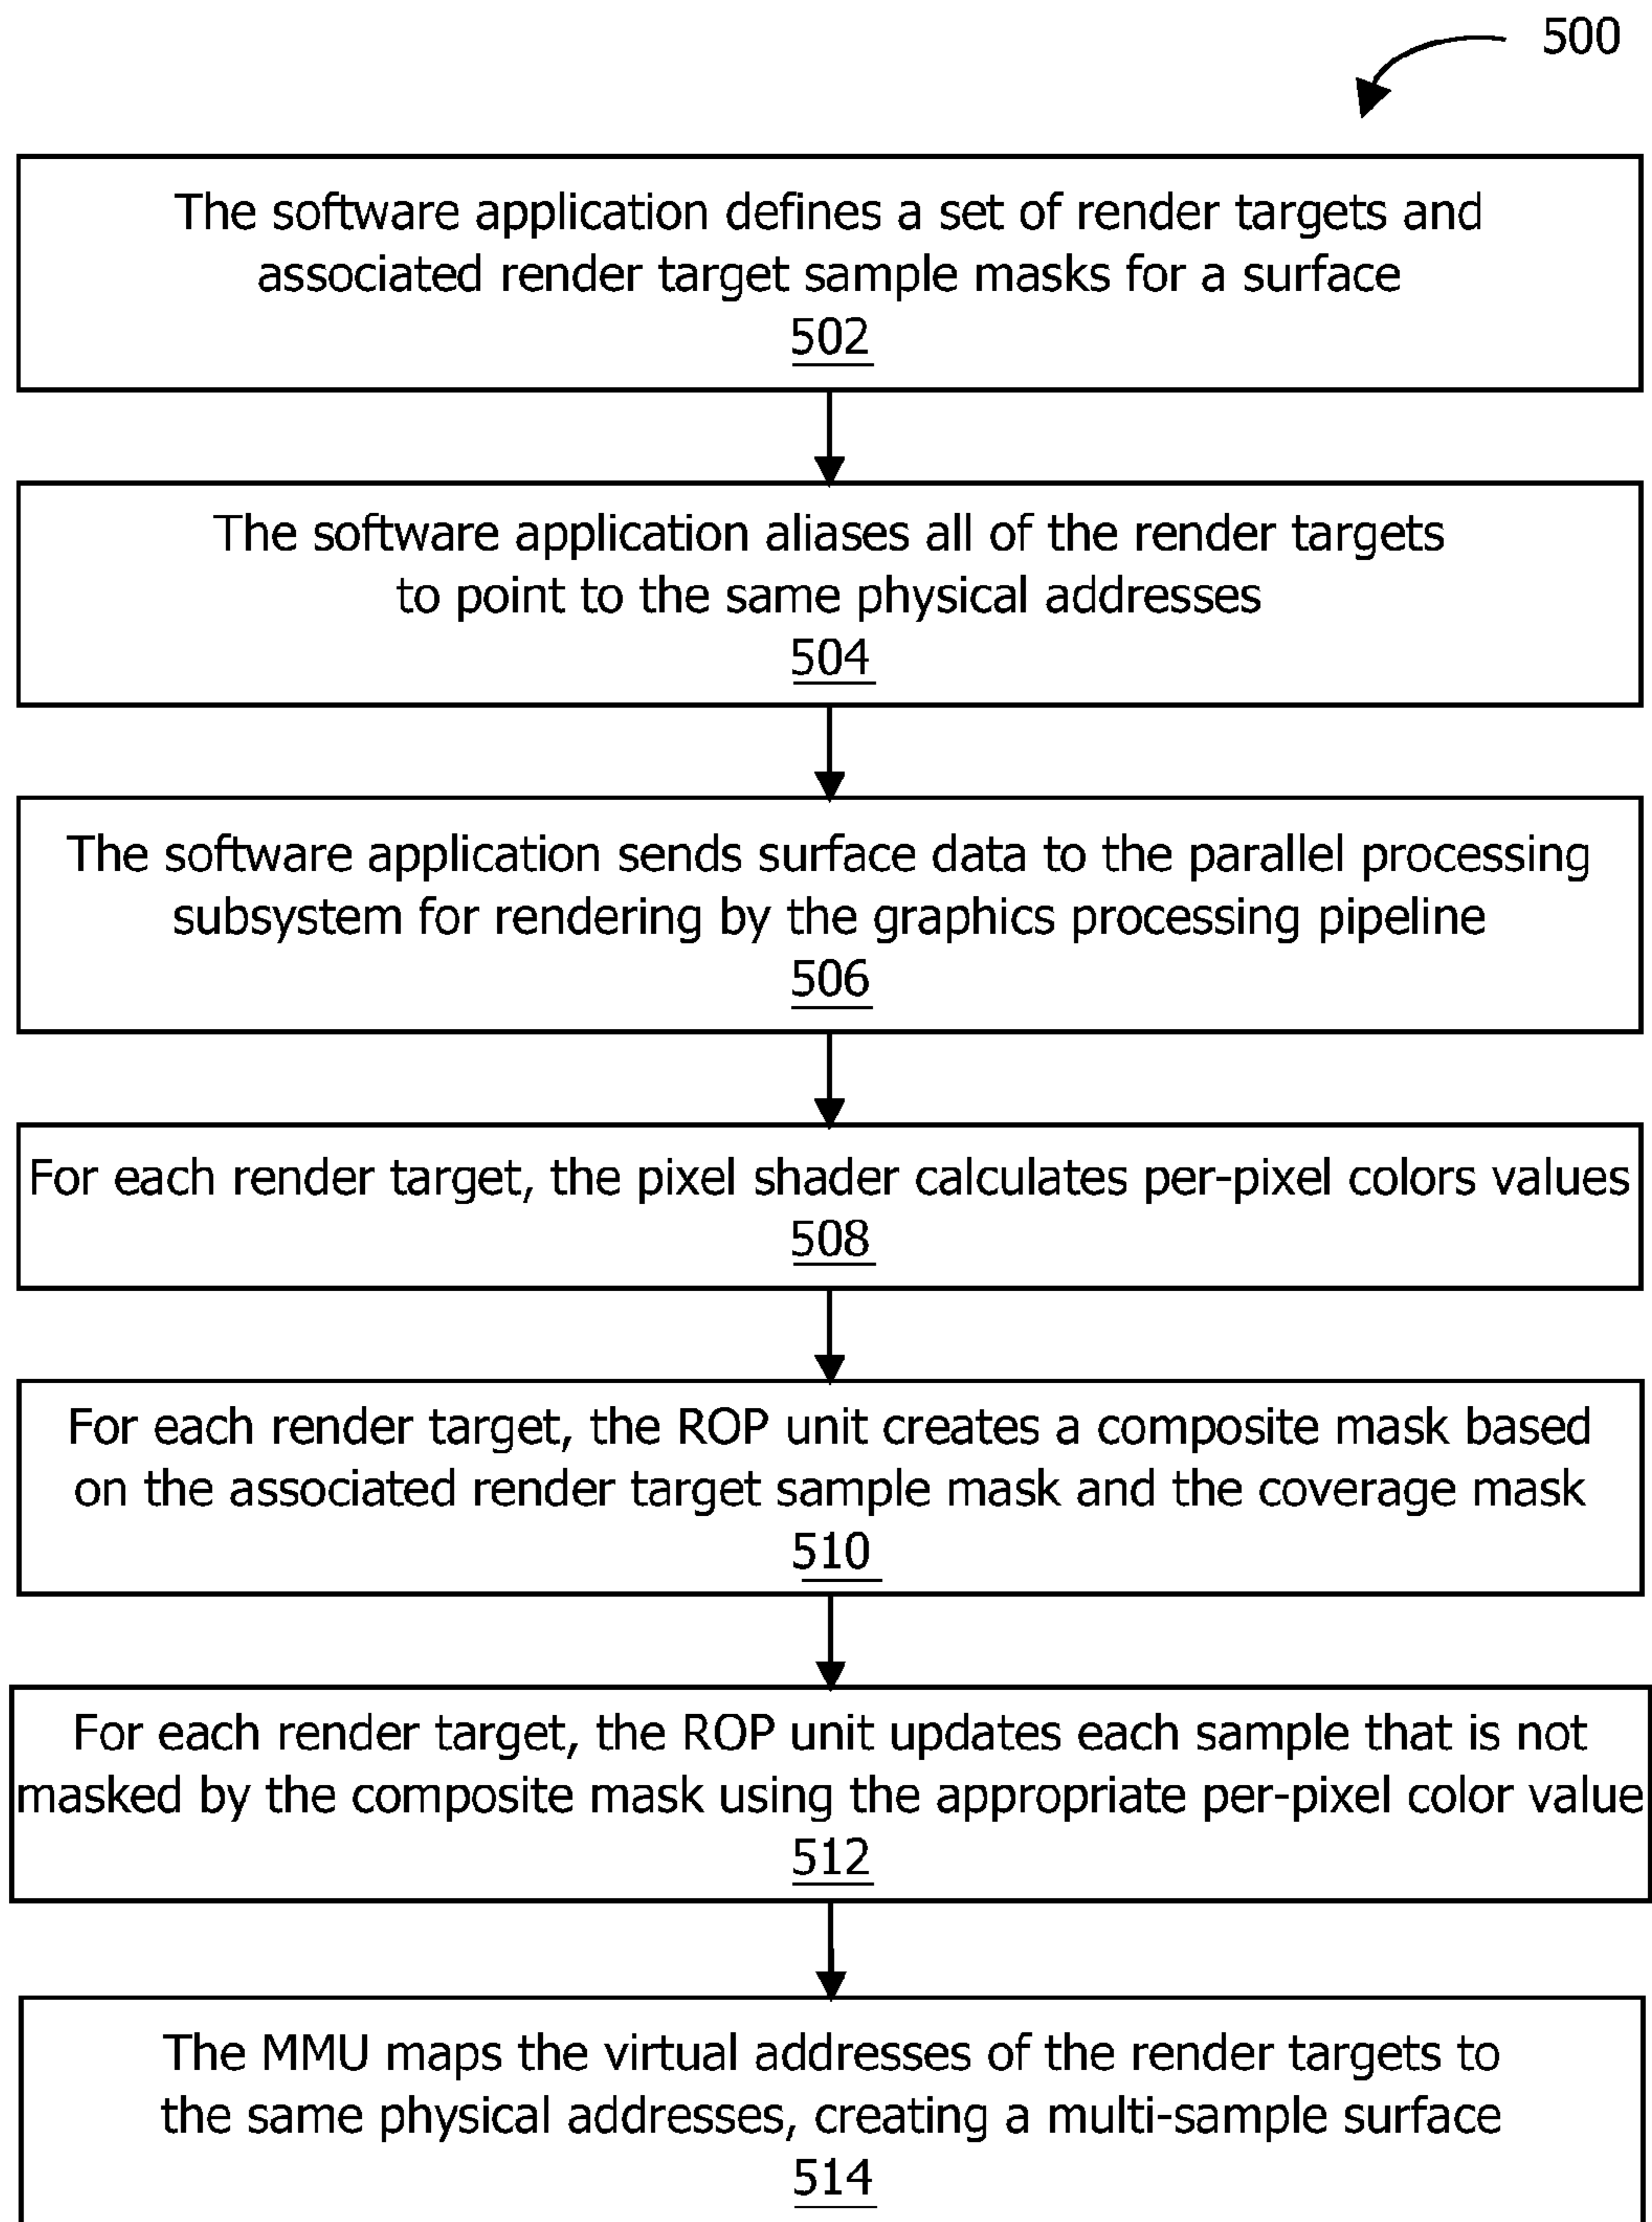 500
The software application defines a set of render targets and
associated render target sample masks for a surface
502
The software application aliases all of the render targets
to point to the same physical addresses
504
The software application sends surface data to the parallel processing
subsystem for rendering by the graphics processing pipeline
506
For each render target, the pixel shader calculates per-pixel colors values
508
For each render target, the ROP unit creates a composite mask based
on the associated render target sample mask and the coverage mask
510
For each render target, the ROP unit updates each sample that is not
masked by the composite mask using the appropriate per-pixel color value
512
The MMU maps the virtual addresses of the render targets to
the same physical addresses, creating a multi-sample surface
514